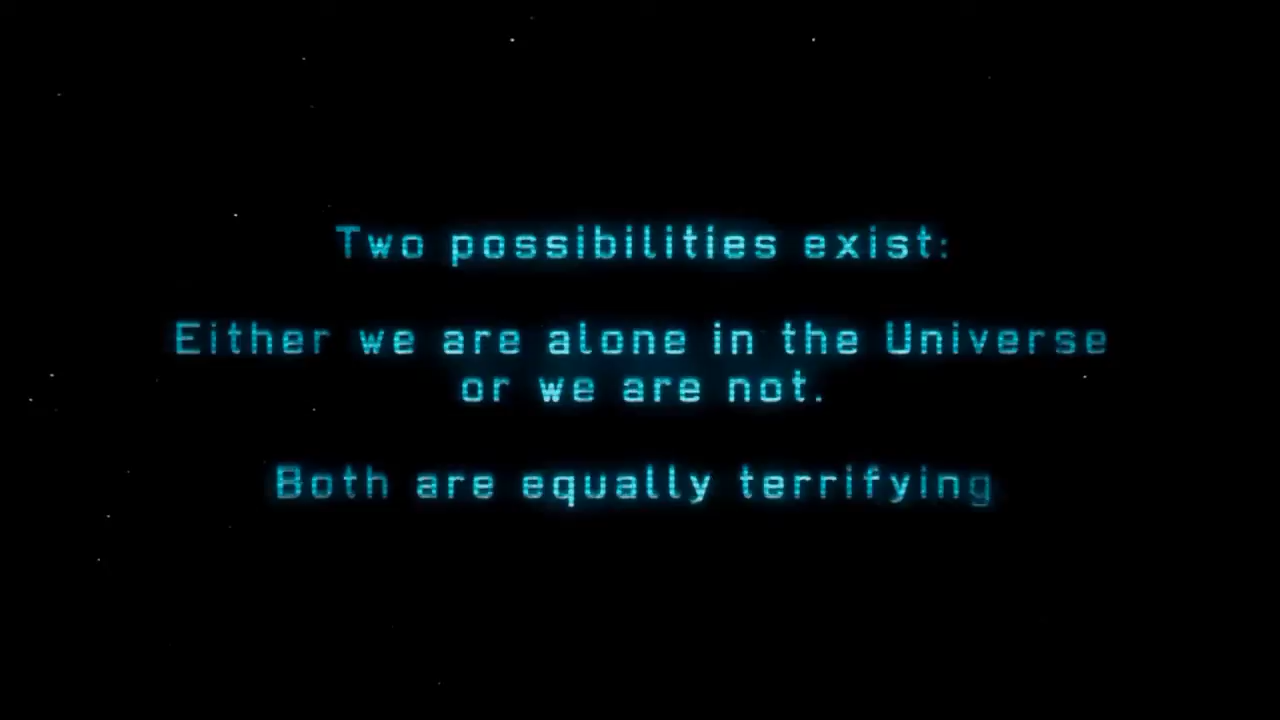 Two possibilities exist:
Either we are alone in the Universe
or we are not.
Both are equally terrifying